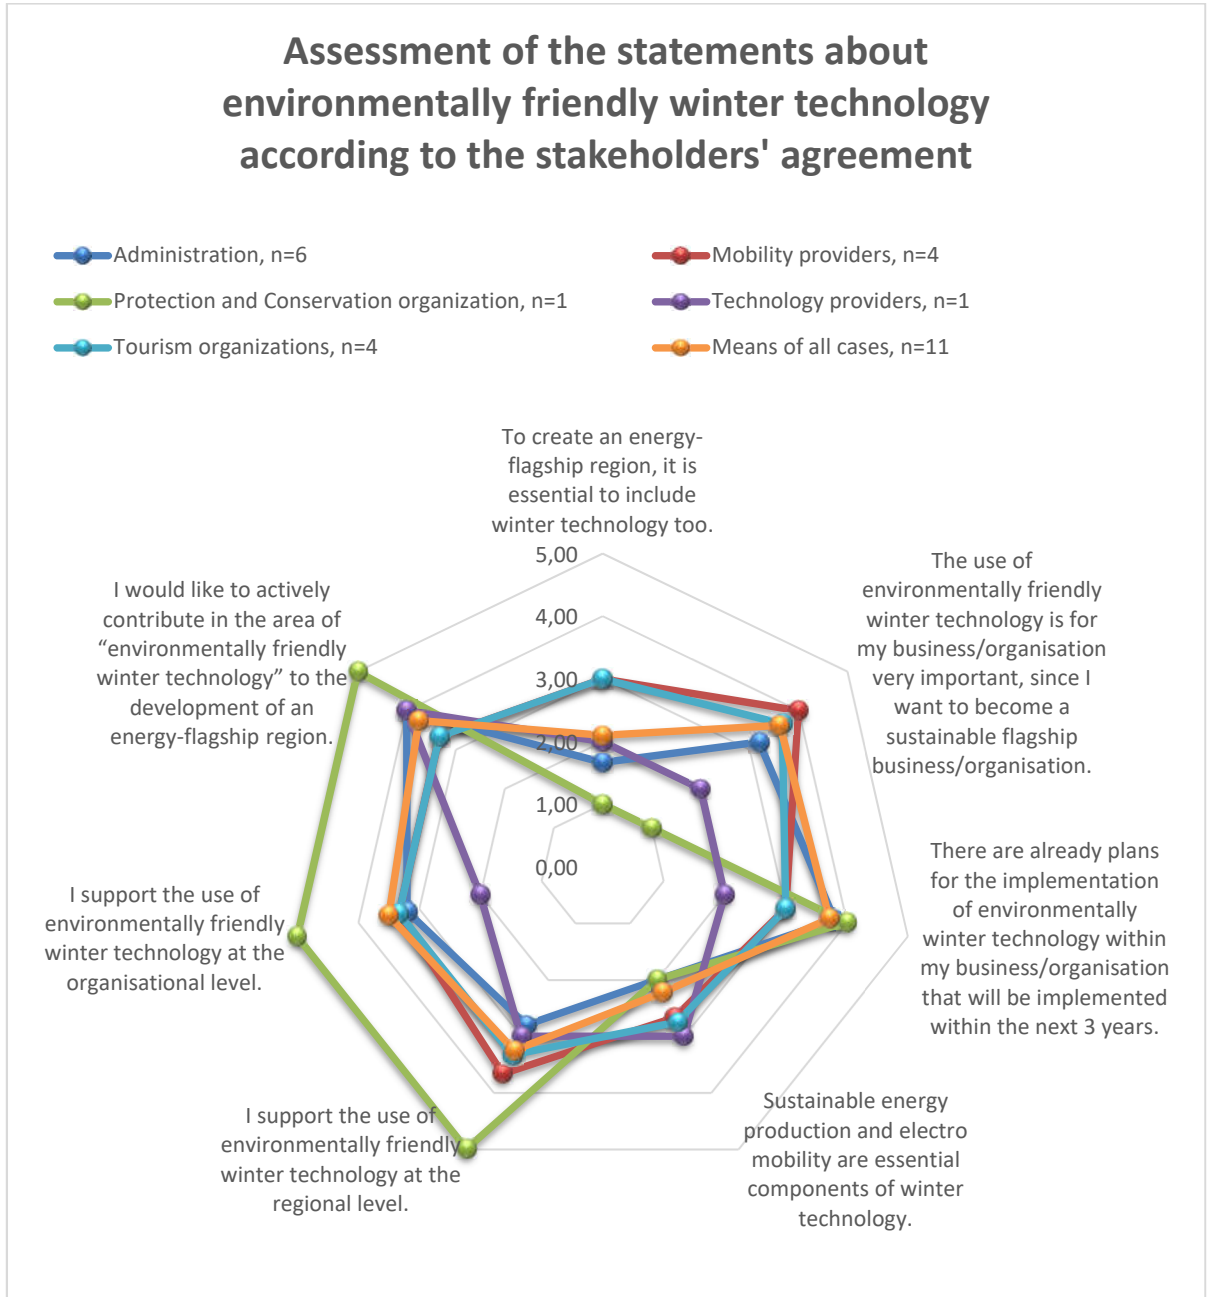 Assessment of the statements about
environmentally friendly winter technology
according to the stakeholders' agreement
Administration, n=6
Mobility providers, n=4
Protection and Conservation organization, n=1
Technology providers, n=1
Tourism organizations, n=4
Means of all cases, n=11
To create an energy-
flagship region, it is
essential to include
winter technology too.
The use of
environmentally friendly
winter technology is for
my business/organisation
very important, since I
want to become a
sustainable flagship
business/organisation.
There are already plans
for the implementation
of environmentally
winter technology within
my business/organisation
that will be implemented
within the next 3 years.
Sustainable energy
production and electro
mobility are essential
components of winter
technology.
I support the use of
environmentally friendly
winter technology at the
regional level.
I support the use of
environmentally friendly
winter technology at the
organisational level.
I would like to actively
contribute in the area of
“environmentally friendly
winter technology” to the
development of an
energy-flagship region.
5,00
4,00
3,00
2,00
1,00
0,00